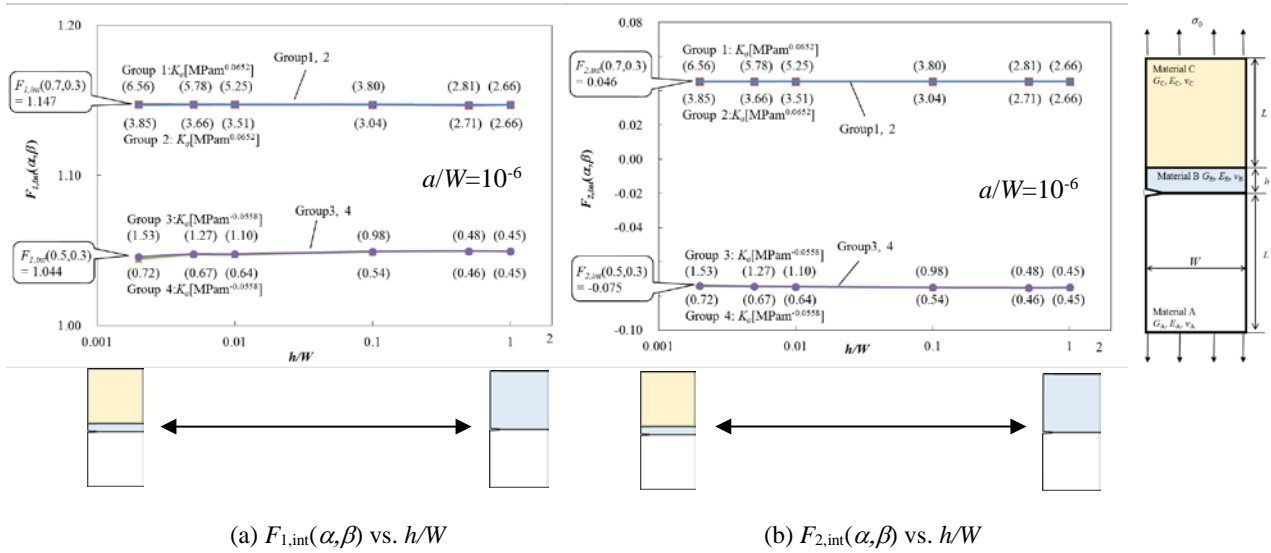 1.20
1.10
1.00
F1,int(α,β)
0.001
0.01
0.1
1
2
h/W
F1,int(0.7,0.3)
= 1.147
Group 1:Kσ[MPam^0.0652]
(6.56) (5.78) (5.25) (3.80) (2.81) (2.66)
Group1, 2
(3.85) (3.66) (3.51) (3.04) (2.71) (2.66)
Group 2: Kσ[MPam^0.0652]
a/W=10^-6
Group3, 4
Group 3:Kσ[MPam^-0.0558]
(1.53) (1.27) (1.10) (0.98) (0.48) (0.45)
= 1.044
(0.72) (0.67) (0.64) (0.54) (0.46) (0.45)
Group 4:Kσ[MPam^-0.0558]
0.08
0.06
0.04
0.02
0.00
-0.02
-0.04
-0.06
-0.10
F2,int(α,β)
0.001
0.01
0.1
1
2
h/W
F2,int(0.7,0.3)
= 0.046
Group 1: Kσ[MPam^0.0652]
(6.56) (5.78) (5.25) (3.80) (2.81) (2.66)
(3.85) (3.66) (3.51) (3.04) (2.71) (2.66)
Group 2:Kσ[MPam^0.0652]
Group1, 2
a/W=10^-6
Group3, 4
Group 3: Kσ[MPam^-0.0558]
(1.53) (1.27) (1.10) (0.98) (0.48) (0.45)
F2,int(0.5,0.3)
= -0.075
(0.72) (0.67) (0.64) (0.54) (0.46) (0.45)
Group 4: Kσ[MPam^-0.0558]
σ0
Material C
GC, EC, νC
L
Material B GB, EB, νB
h
W
L
Material A
GA, EA, νA
(a) F1,int(α,β) vs. h/W
(b) F2,int(α,β) vs. h/W